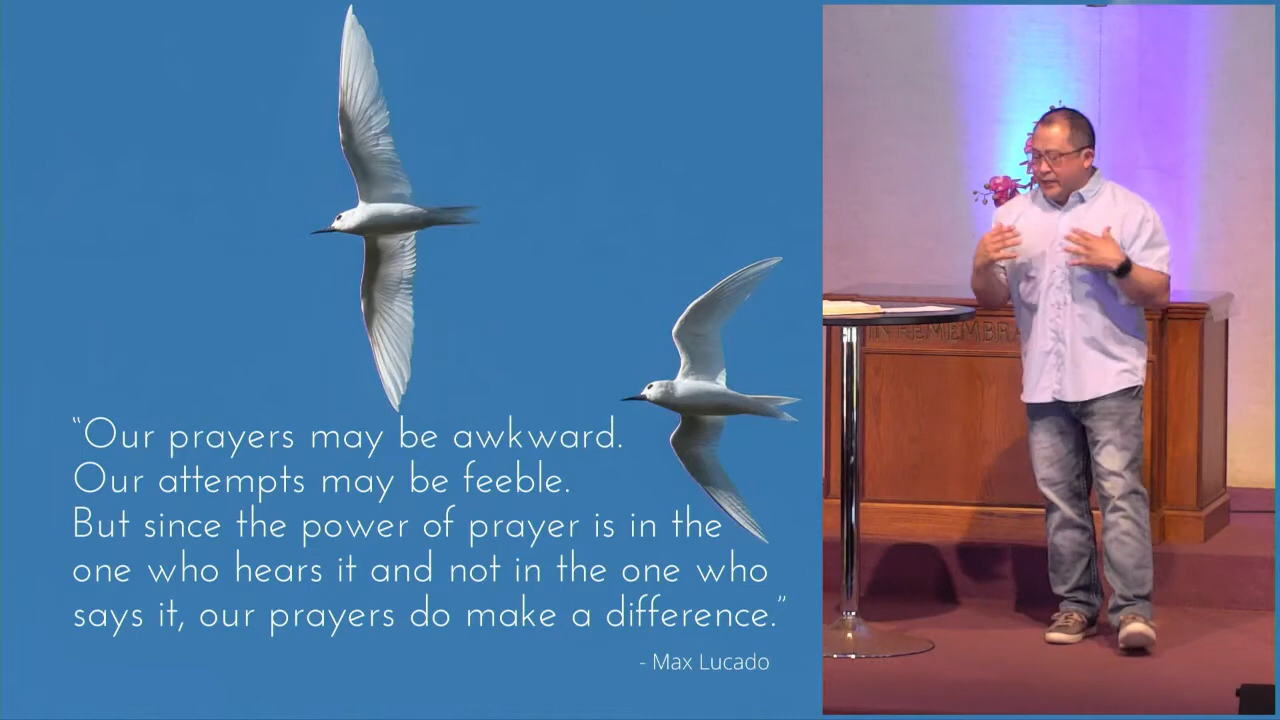 “Our prayers may be awkward.
Our attempts may be feeble.
But since the power of prayer is in the
one who hears it and not in the one who
says it, our prayers do make a difference.”
- Max Lucado
IN REMEMBRA